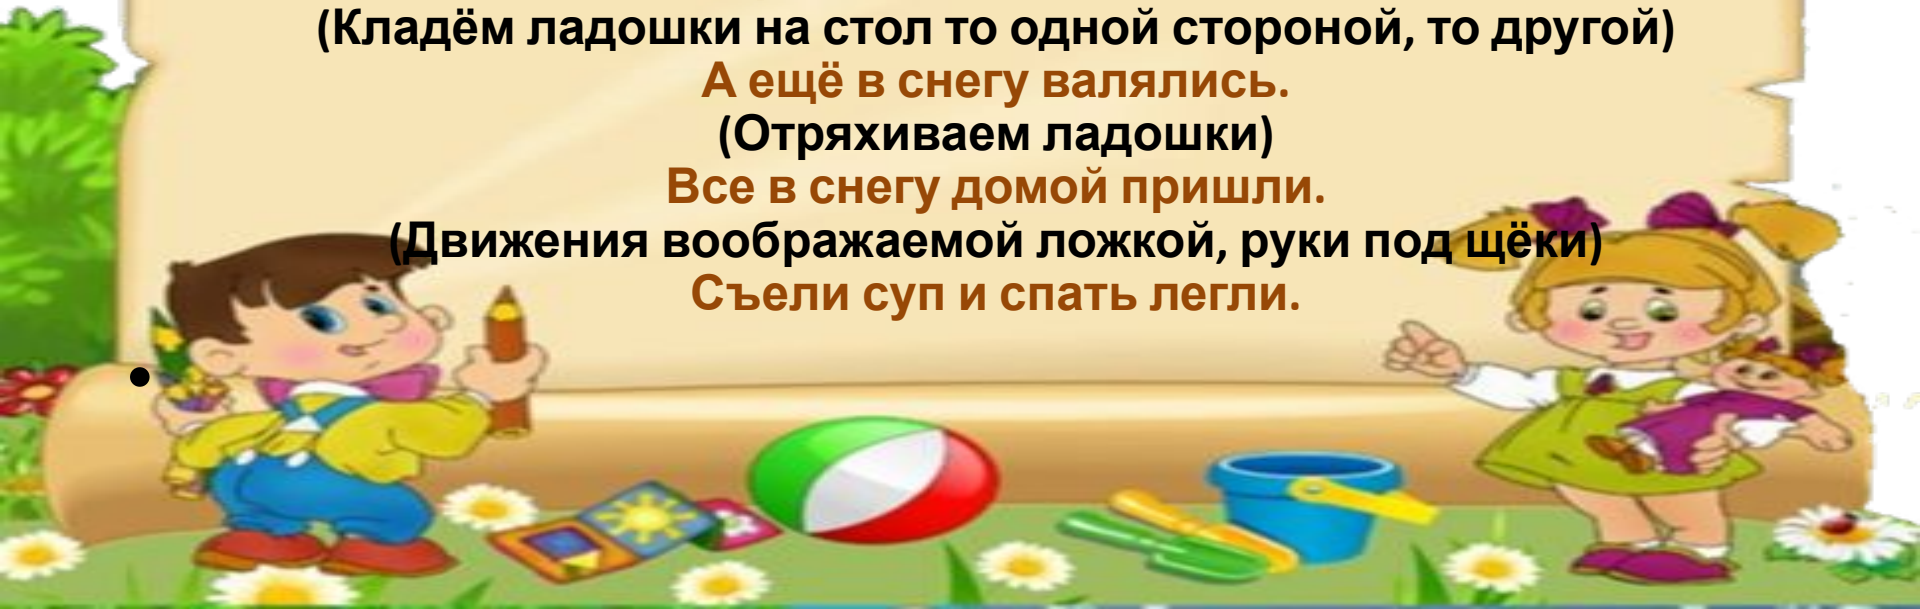 (Кладём ладошки на стол то одной стороной, то другой)
А ещё в снегу валялись.
(Отряхиваем ладошки)
Все в снегу домой пришли.
(Движения воображаемой ложкой, руки под щёки)
Съели суп и спать легли.